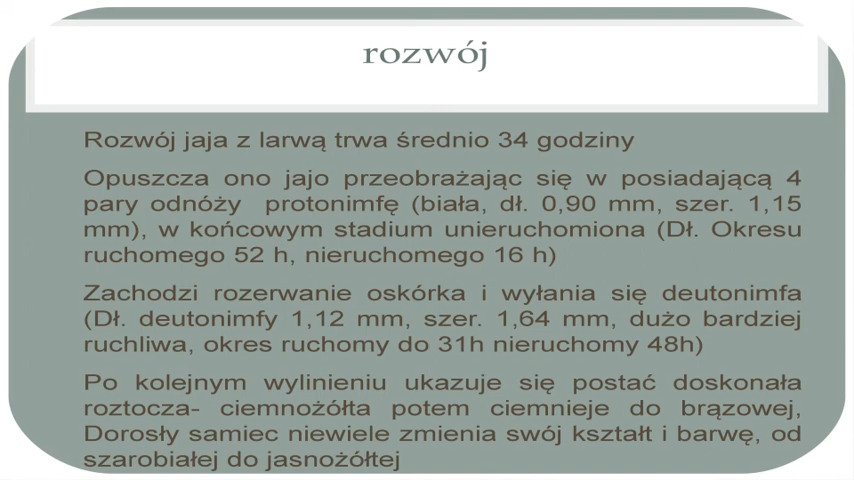 rozwój
Rozwój jaja z larwą trwa średnio 34 godziny
Opuszcza ono jajo przeobrażając się w posiadającą 4
pary odnóży protonimfę (biała, dł. 0,90 mm, szer. 1,15
mm), w końcowym stadium unieruchomiona (Dł. Okresu
ruchomego 52 h, nieruchomego 16 h)
Zachodzi rozerwanie oskórka i wyłania się deutonimfa
(Dł. deutonimfy 1,12 mm, szer. 1,64 mm, dużo bardziej
ruchliwa, okres ruchomy do 31h nieruchomy 48h)
Po kolejnym wylinieniu ukazuje się postać doskonała
roztocza- ciemnożółta potem ciemnieje do brązowej,
Dorosły samiec niewiele zmienia swój kształt i barwę, od
szarobiałej do jasnożółtej